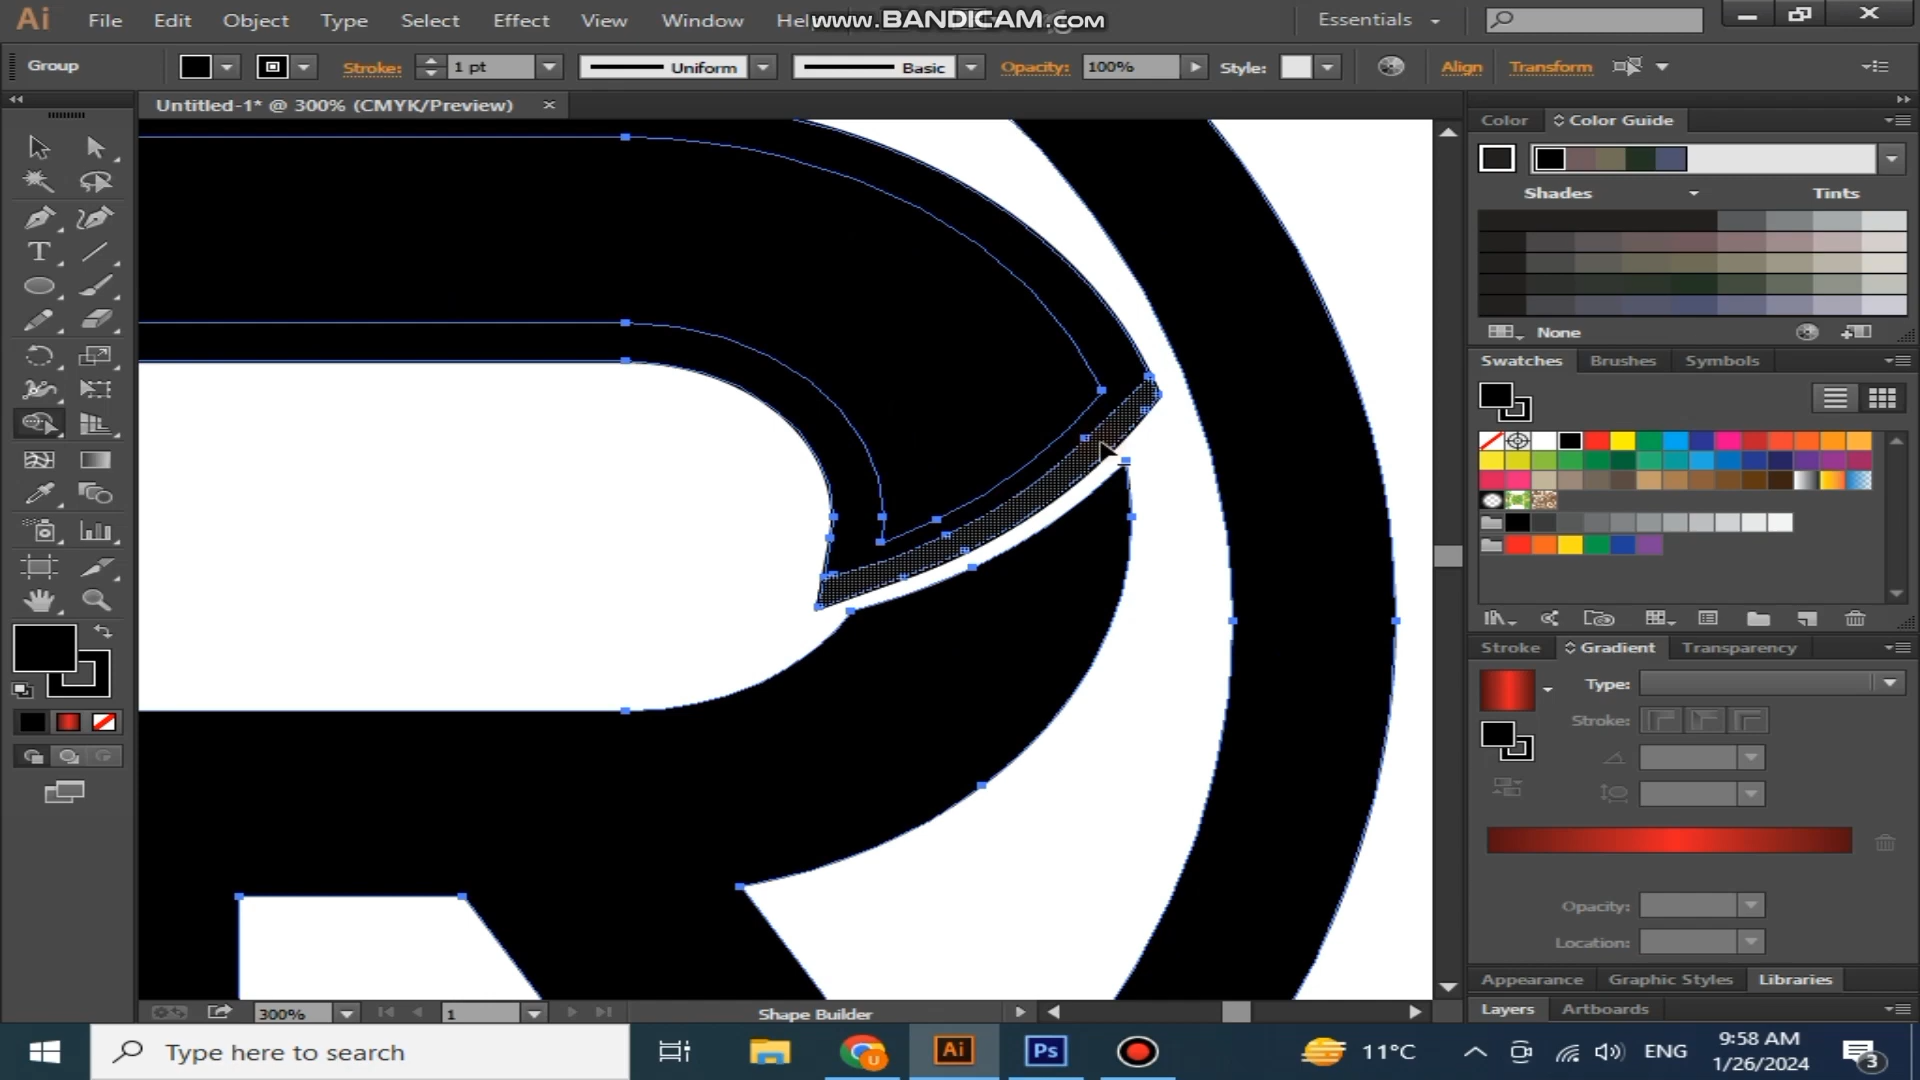 Ai File Edit Object Type Select Effect View Window Hel
www.BANDICAM.com
Essentials
Group Stroke: 1 pt Uniform Basic Opacity: 100% Style: Align Transform
Untitled-1* @ 300% (CMYK/Preview)
Color Color Guide
Shades Tints
None
Swatches Brushes Symbols
Stroke Gradient Transparency
Type:
Stroke:
Opacity:
Location:
Appearance Graphic Styles Libraries
Layers Artboards
300% 1 Shape Builder
Type here to search
Ai
Ps
11°C
ENG
9:58 AM
1/26/2024
3